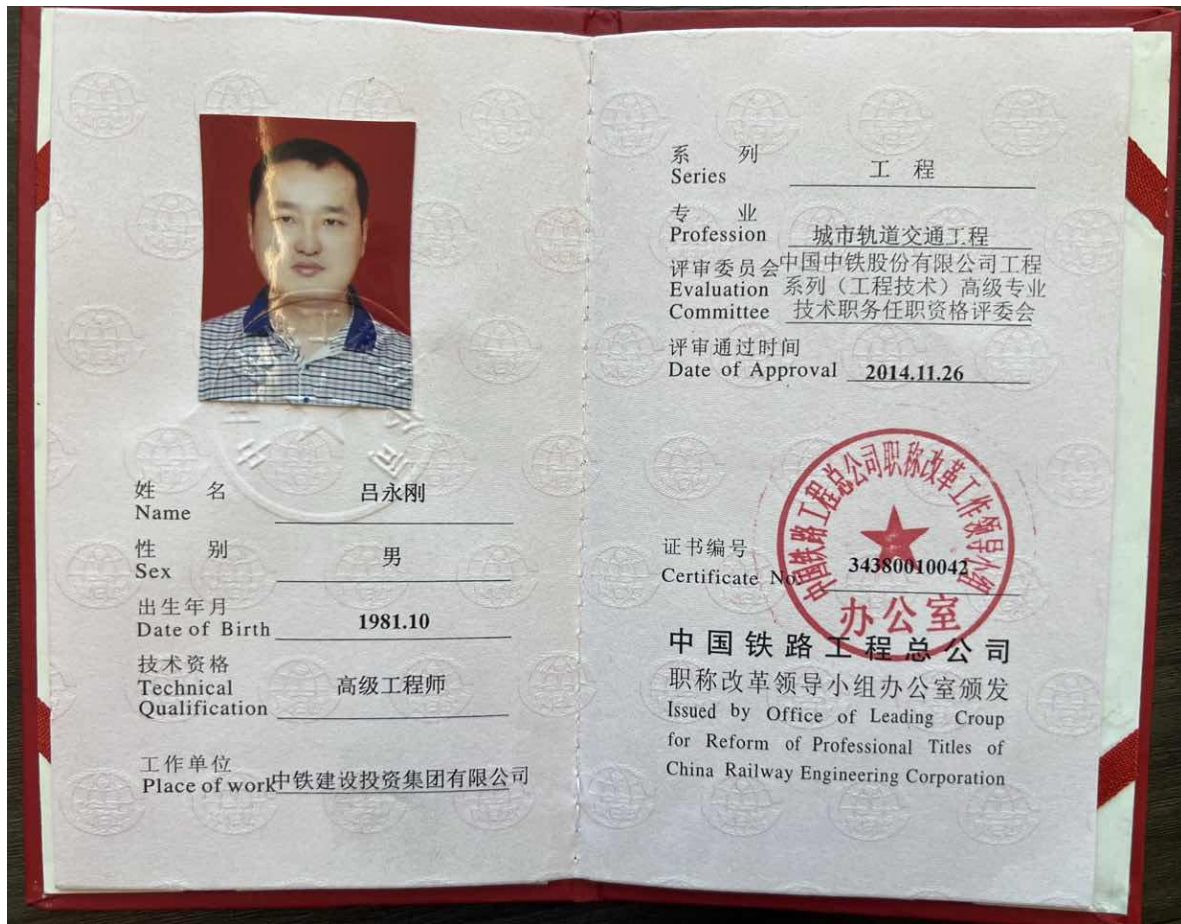 姓 名 吕永刚
Name
性 别 男
Sex
出生年月
Date of Birth 1981.10
技术资格
Technical 高级工程师
Qualification
工作单位
Place of work 中铁建设投资集团有限公司
系 列 工 程
Series
专 业
Profession 城市轨道交通工程
评审委员会 中国中铁股份有限公司工程
Evaluation 系列（工程技术）高级专业
Committee 技术职务任职资格评委会
评审通过时间
Date of Approval 2014.11.26
中国铁路工程总公司职称改革工作领导小组
证书编号
Certificate No: 34380010042
办公室
中国铁路工程总公司
职称改革领导小组办公室颁发
Issued by Office of Leading Croup
for Reform of Professional Titles of
China Railway Engineering Corporation